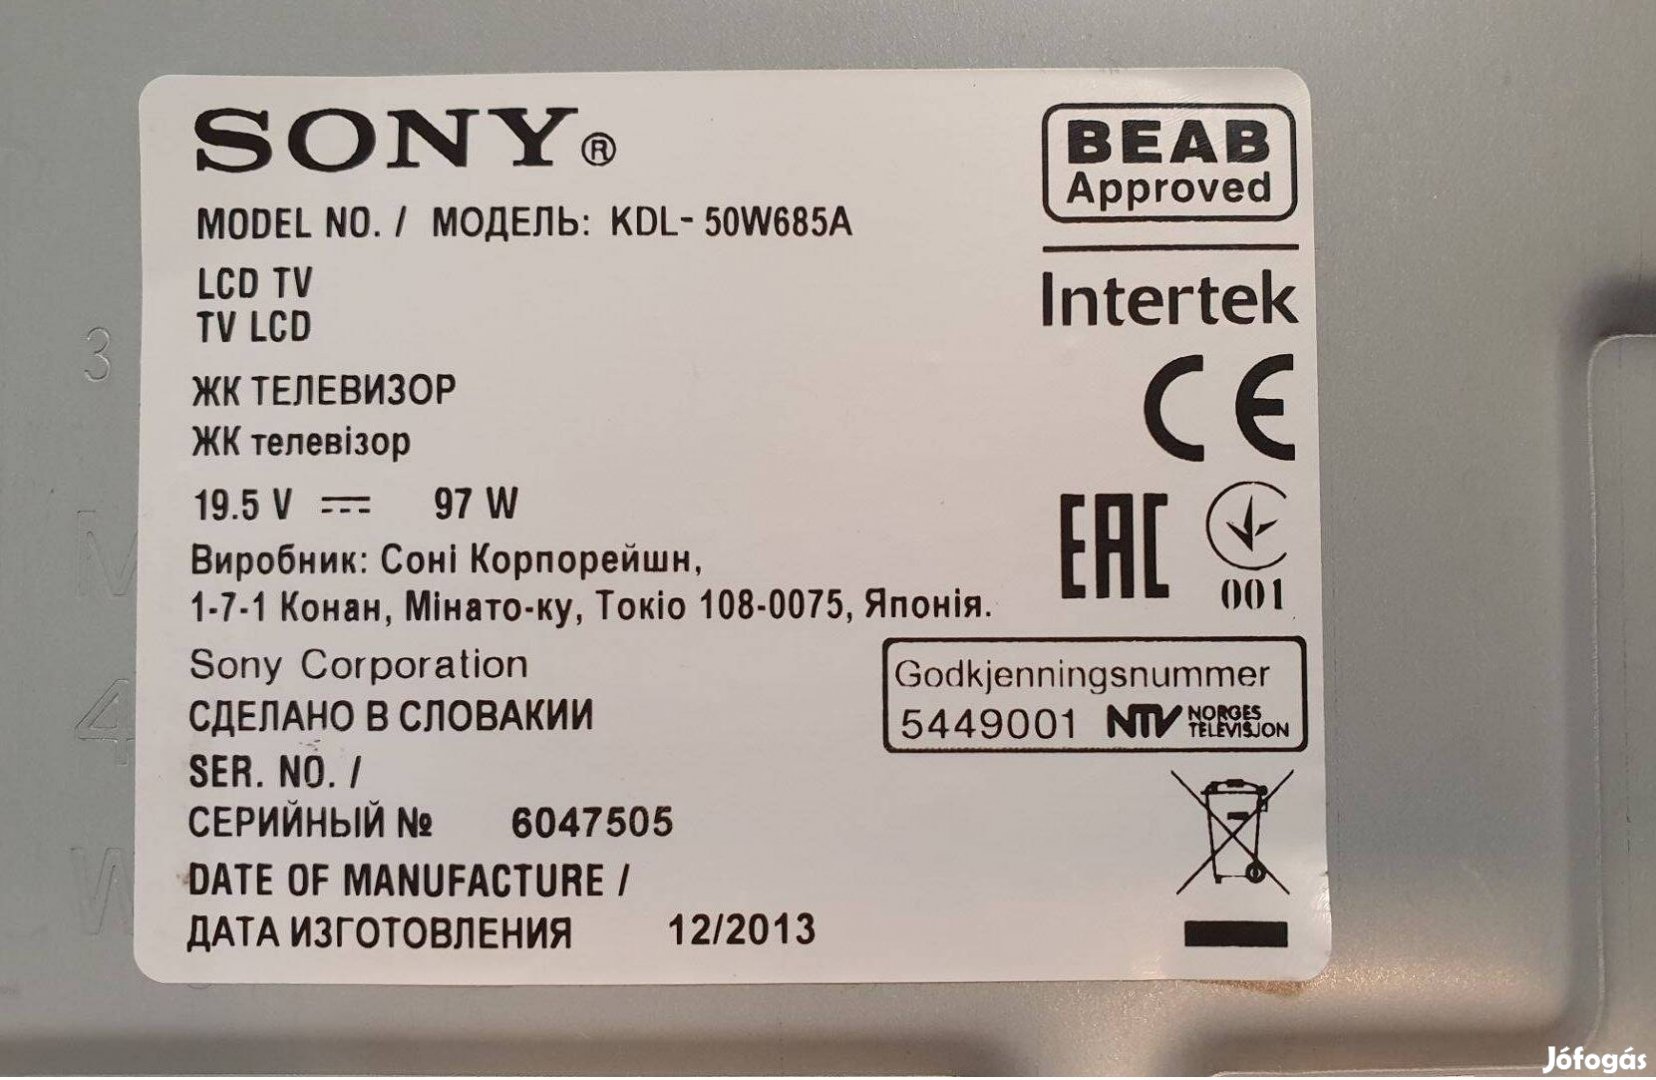 SONY®
MODEL NO. / МОДЕЛЬ: KDL- 50W685A
LCD TV
TV LCD
ЖК ТЕЛЕВИЗОР
ЖК телевізор
19.5 V 97 W
Виробник: Соні Корпорейшн,
1-7-1 Конан, Мінато-ку, Токіо 108-0075, Японія.
Sony Corporation
СДЕЛАНО В СЛОВАКИИ
SER. NO. /
СЕРИЙНЫЙ № 6047505
DATE OF MANUFACTURE /
ДАТА ИЗГОТОВЛЕНИЯ 12/2013
BEAB
Approved
Intertek
CE
EAC
001
Godkjenningsnummer
5449001 NTV NORGES
TELEVISJON
3
M
4
W
Jófogás